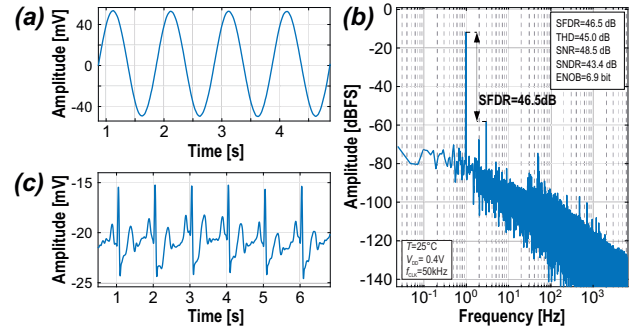 (a)
Amplitude [mV]
40
0
-40
1 2 3 4
Time [s]
(c)
Amplitude [mV]
-15
-20
-25
1 2 3 4 5 6
Time [s]
(b)
Amplitude [dBFS]
0
-20
-40
-60
-80
-100
-120
-140
SFDR=46.5 dB
THD=45.0 dB
SNR=48.5 dB
SNDR=43.4 dB
ENOB=6.9 bit
SFDR=46.5dB
T=25°C
V_DD= 0.4V
f_CLK=50kHz
10^-1 10^0 10^1 10^2 10^3
Frequency [Hz]